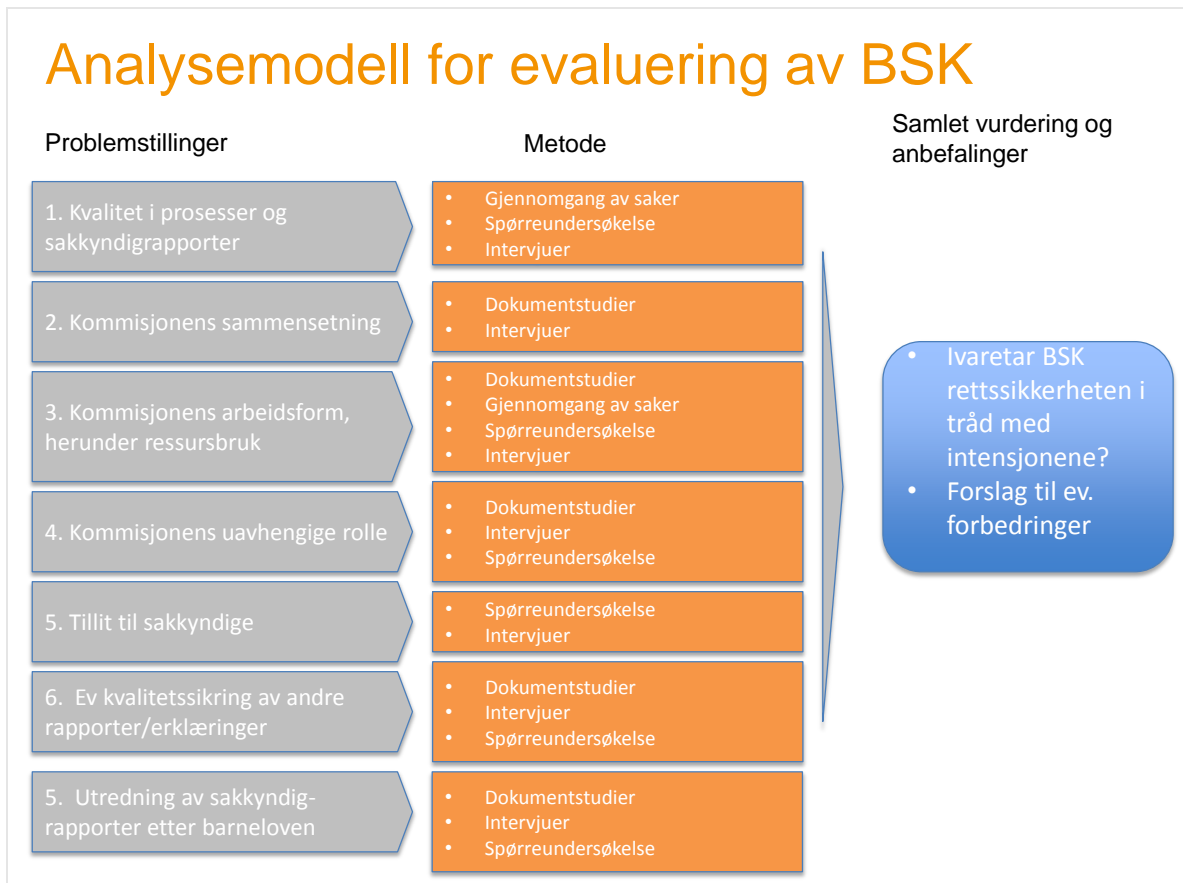 Analysemodell for evaluering av BSK
Problemstillinger
Metode
Samlet vurdering og
anbefalinger
1. Kvalitet i prosesser og
sakkyndigrapporter
• Gjennomgang av saker
• Spørreundersøkelse
• Intervjuer
2. Kommisjonens sammensetning
• Dokumentstudier
• Intervjuer
3. Kommisjonens arbeidsform,
herunder ressursbruk
• Dokumentstudier
• Gjennomgang av saker
• Spørreundersøkelse
• Intervjuer
4. Kommisjonens uavhengige rolle
• Dokumentstudier
• Intervjuer
• Spørreundersøkelse
5. Tillit til sakkyndige
• Spørreundersøkelse
• Intervjuer
6. Ev kvalitetssikring av andre
rapporter/erklæringer
• Dokumentstudier
• Intervjuer
• Spørreundersøkelse
5. Utredning av sakkyndig-
rapporter etter barneloven
• Dokumentstudier
• Intervjuer
• Spørreundersøkelse
• Ivaretar BSK
rettssikkerheten i
tråd med
intensjonene?
• Forslag til ev.
forbedringer